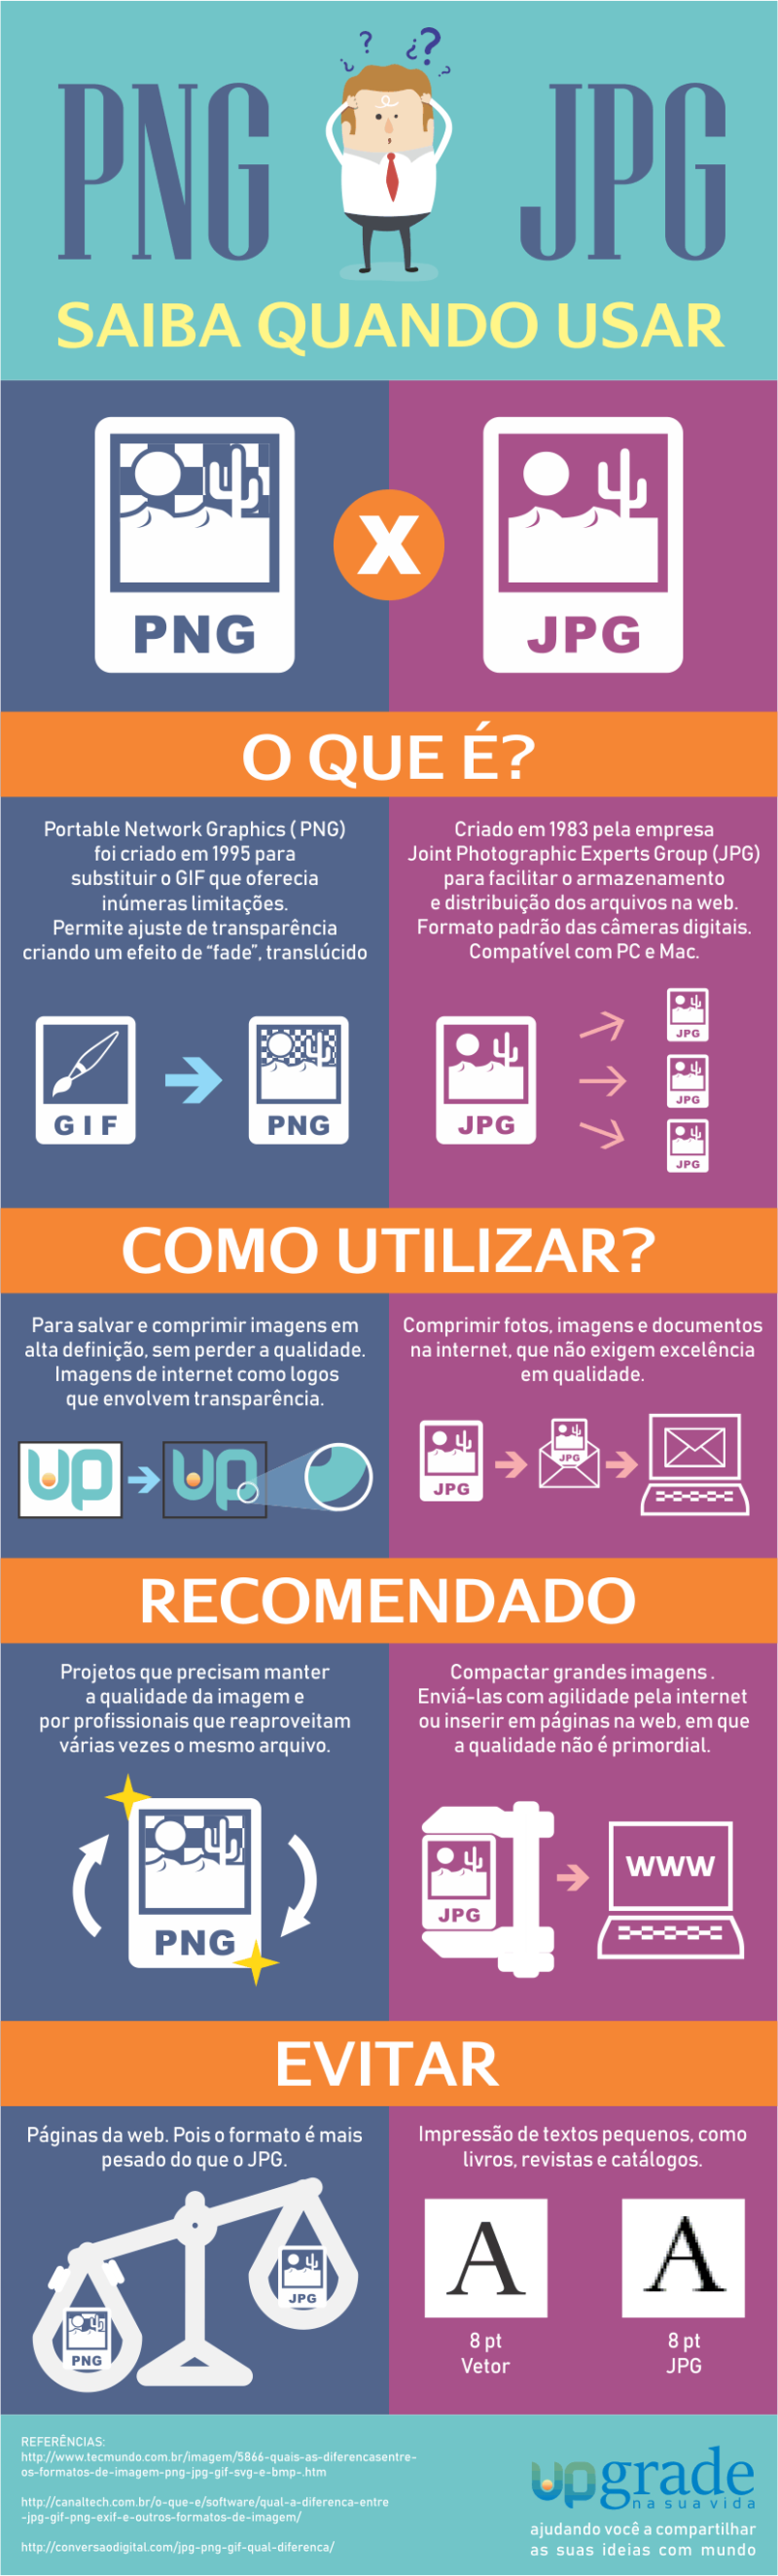 ? ¿ ? ¿ ?
PNG JPG
SAIBA QUANDO USAR
PNG
X
JPG
O QUE É?
Portable Network Graphics ( PNG)
foi criado em 1995 para
substituir o GIF que oferecia
inúmeras limitações.
Permite ajuste de transparência
criando um efeito de “fade”, translúcido
GIF
PNG
Criado em 1983 pela empresa
Joint Photographic Experts Group (JPG)
para facilitar o armazenamento
e distribuição dos arquivos na web.
Formato padrão das câmeras digitais.
Compatível com PC e Mac.
JPG
JPG
JPG
JPG
COMO UTILIZAR?
Para salvar e comprimir imagens em
alta definição, sem perder a qualidade.
Imagens de internet como logos
que envolvem transparência.
up
up
Comprimir fotos, imagens e documentos
na internet, que não exigem excelência
em qualidade.
JPG
JPG
RECOMENDADO
Projetos que precisam manter
a qualidade da imagem e
por profissionais que reaproveitam
várias vezes o mesmo arquivo.
PNG
Compactar grandes imagens .
Enviá-las com agilidade pela internet
ou inserir em páginas na web, em que
a qualidade não é primordial.
JPG
WWW
EVITAR
Páginas da web. Pois o formato é mais
pesado do que o JPG.
JPG
PNG
Impressão de textos pequenos, como
livros, revistas e catálogos.
A A
8 pt
Vetor
8 pt
JPG
REFERÊNCIAS:
http://www.tecmundo.com.br/imagem/5866-quais-as-diferencasentre-
os-formatos-de-imagem-png-jpg-gif-svg-e-bmp-.htm
http://canaltech.com.br/o-que-e/software/qual-a-diferenca-entre
-jpg-gif-png-exif-e-outros-formatos-de-imagem/
http://conversaodigital.com/jpg-png-gif-qual-diferenca/
upgrade
na sua vida
ajudando você a compartilhar
as suas ideias com mundo